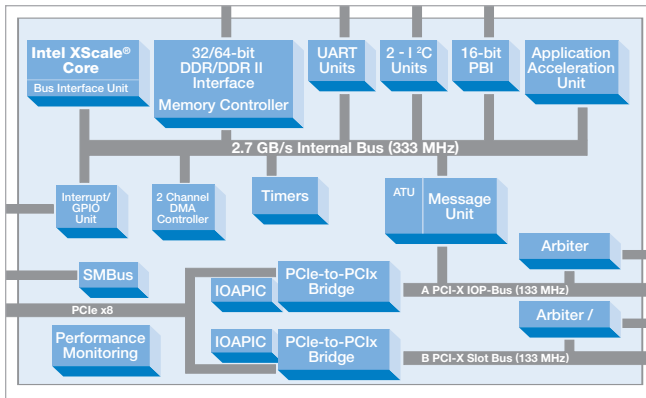 Intel XScale®
Core
Bus Interface Unit
32/64-bit
DDR/DDR II
Interface
Memory Controller
UART
Units
2 - I ²C
Units
16-bit
PBI
Application
Acceleration
Unit
2.7 GB/s Internal Bus (333 MHz)
Interrupt/
GPIO
Unit
2 Channel
DMA
Controller
Timers
ATU
Message
Unit
Arbiter
SMBus
IOAPIC
PCIe-to-PCIx
Bridge
A PCI-X IOP-Bus (133 MHz)
PCIe x8
Arbiter /
Performance
Monitoring
IOAPIC
PCIe-to-PCIx
Bridge
B PCI-X Slot Bus (133 MHz)